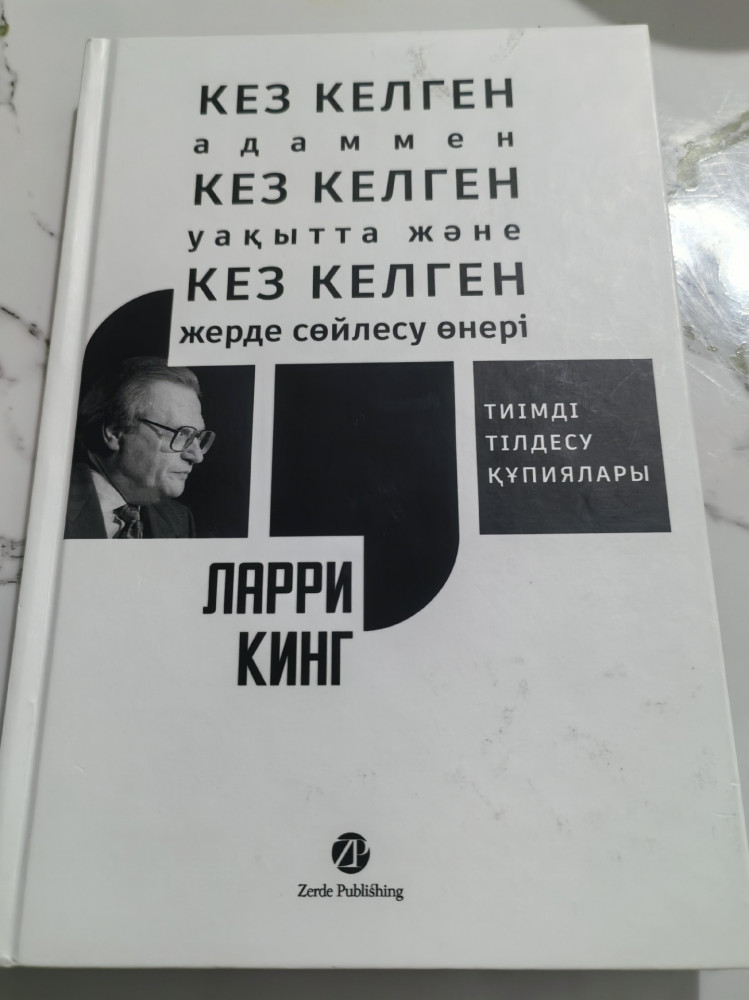 КЕЗ КЕЛГЕН
адаммен
КЕЗ КЕЛГЕН
уақытта және
КЕЗ КЕЛГЕН
жерде сөйлесу өнері
ТИІМДІ
ТІЛДЕСУ
ҚҰПИЯЛАРЫ
ЛАРРИ
КИНГ
ZP
Zerde Publishing